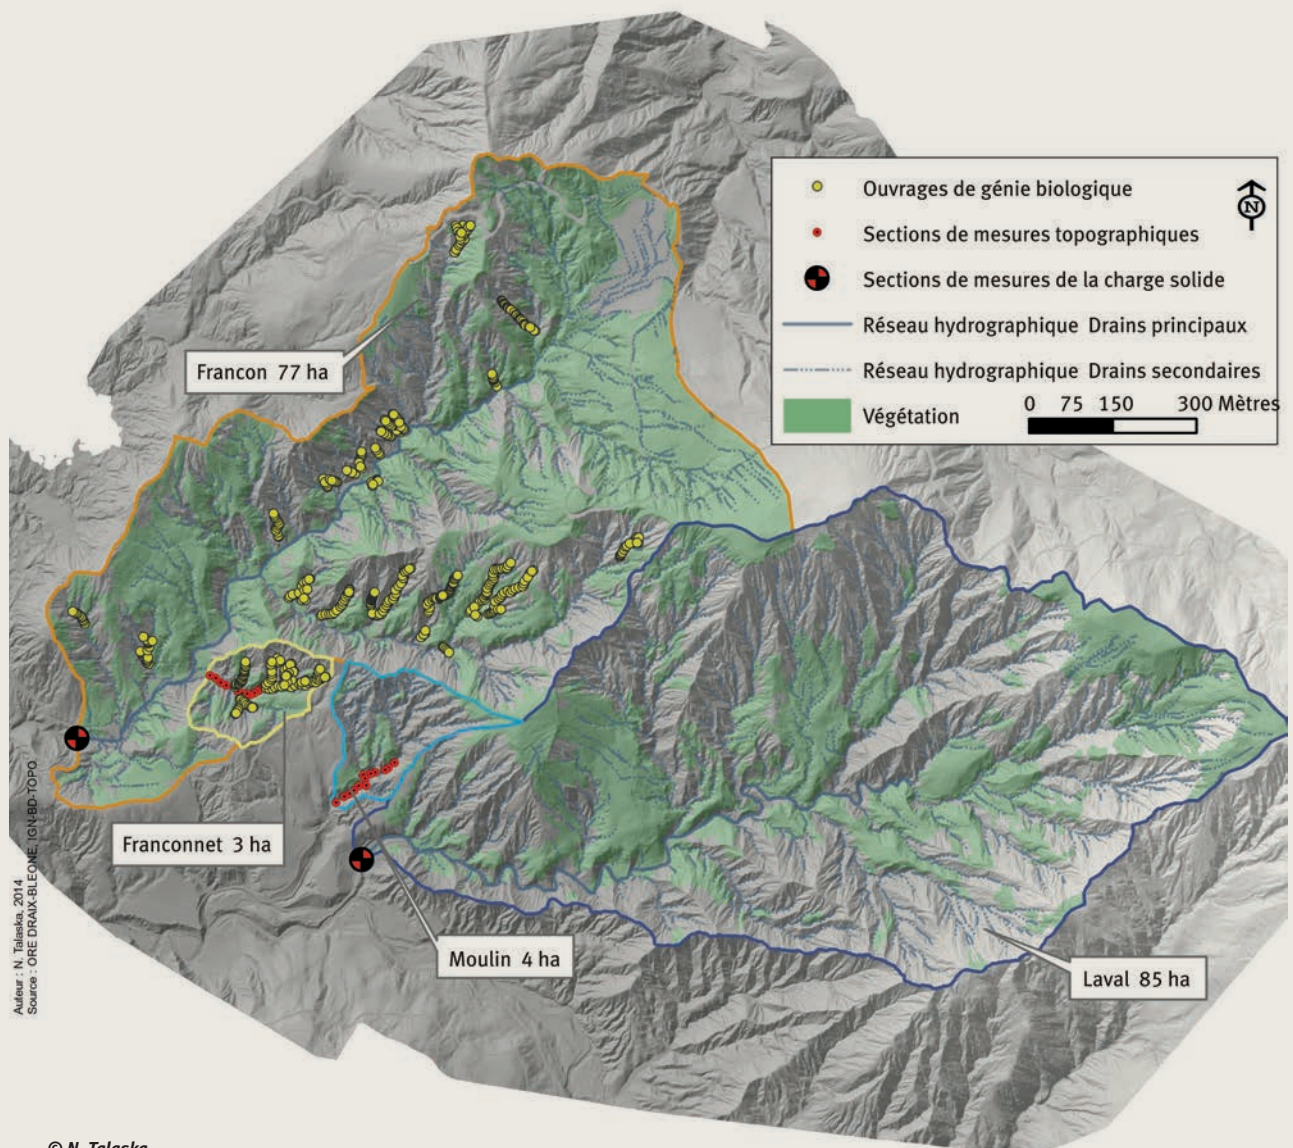 Ouvrages de génie biologique
N
Sections de mesures topographiques
Sections de mesures de la charge solide
Réseau hydrographique Drains principaux
Réseau hydrographique Drains secondaires
Végétation
0 75 150 300 Mètres
Francon 77 ha
Franconnet 3 ha
Moulin 4 ha
Laval 85 ha
Auteur : N. Talaska, 2014
Source : ORE DRAIX-BLEONE, IGN-BD-TOPO
© N. Talaska